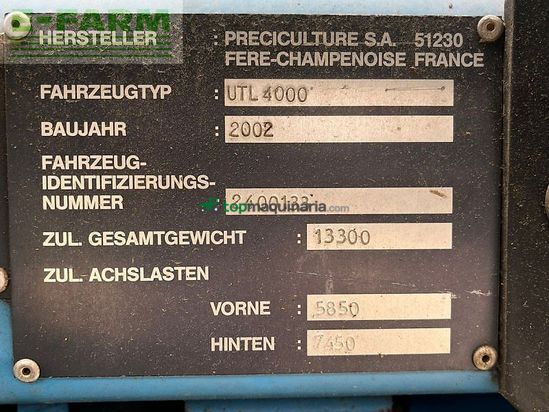 E-FARM
HERSTELLER : PRECICULTURE S.A. 51230
FERE-CHAMPENOISE FRANCE
FAHRZEUGTYP : UTL 4000
BAUJAHR : 2002
FAHRZEUG-
IDENTIFIZIERUNGS-
NUMMER : 2400133
topmaquinaria.com
ZUL. GESAMTGEWICHT : 13300
ZUL. ACHSLASTEN
VORNE : 5850
HINTEN : 7450